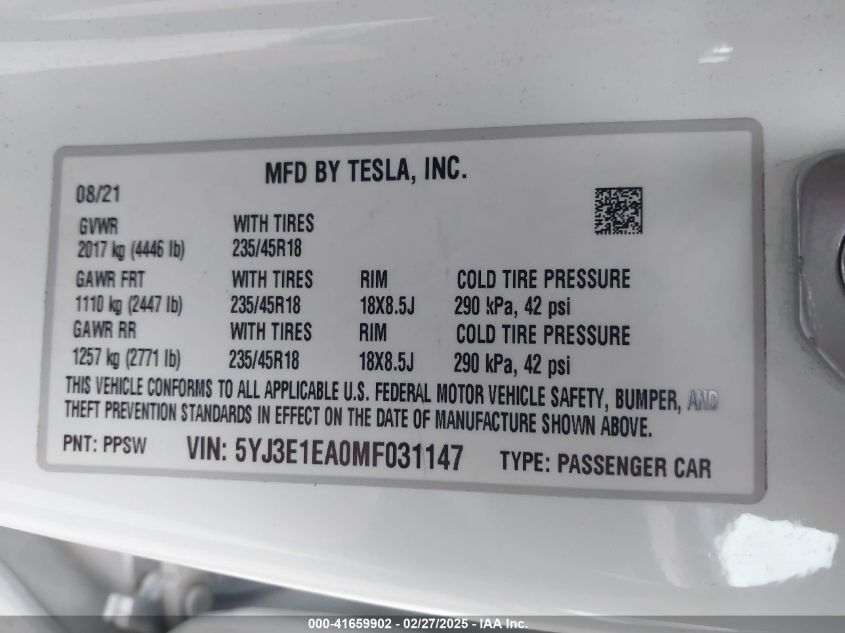 MFD BY TESLA, INC.
08/21
GVWR WITH TIRES
2017 kg (4446 lb) 235/45R18
GAWR FRT WITH TIRES RIM COLD TIRE PRESSURE
1110 kg (2447 lb) 235/45R18 18X8.5J 290 kPa, 42 psi
GAWR RR WITH TIRES RIM COLD TIRE PRESSURE
1257 kg (2771 lb) 235/45R18 18X8.5J 290 kPa, 42 psi
THIS VEHICLE CONFORMS TO ALL APPLICABLE U.S. FEDERAL MOTOR VEHICLE SAFETY, BUMPER, AND
THEFT PREVENTION STANDARDS IN EFFECT ON THE DATE OF MANUFACTURE SHOWN ABOVE.
PNT: PPSW VIN: 5YJ3E1EA0MF031147 TYPE: PASSENGER CAR
000-41659902 - 02/27/2025 - IAA Inc.